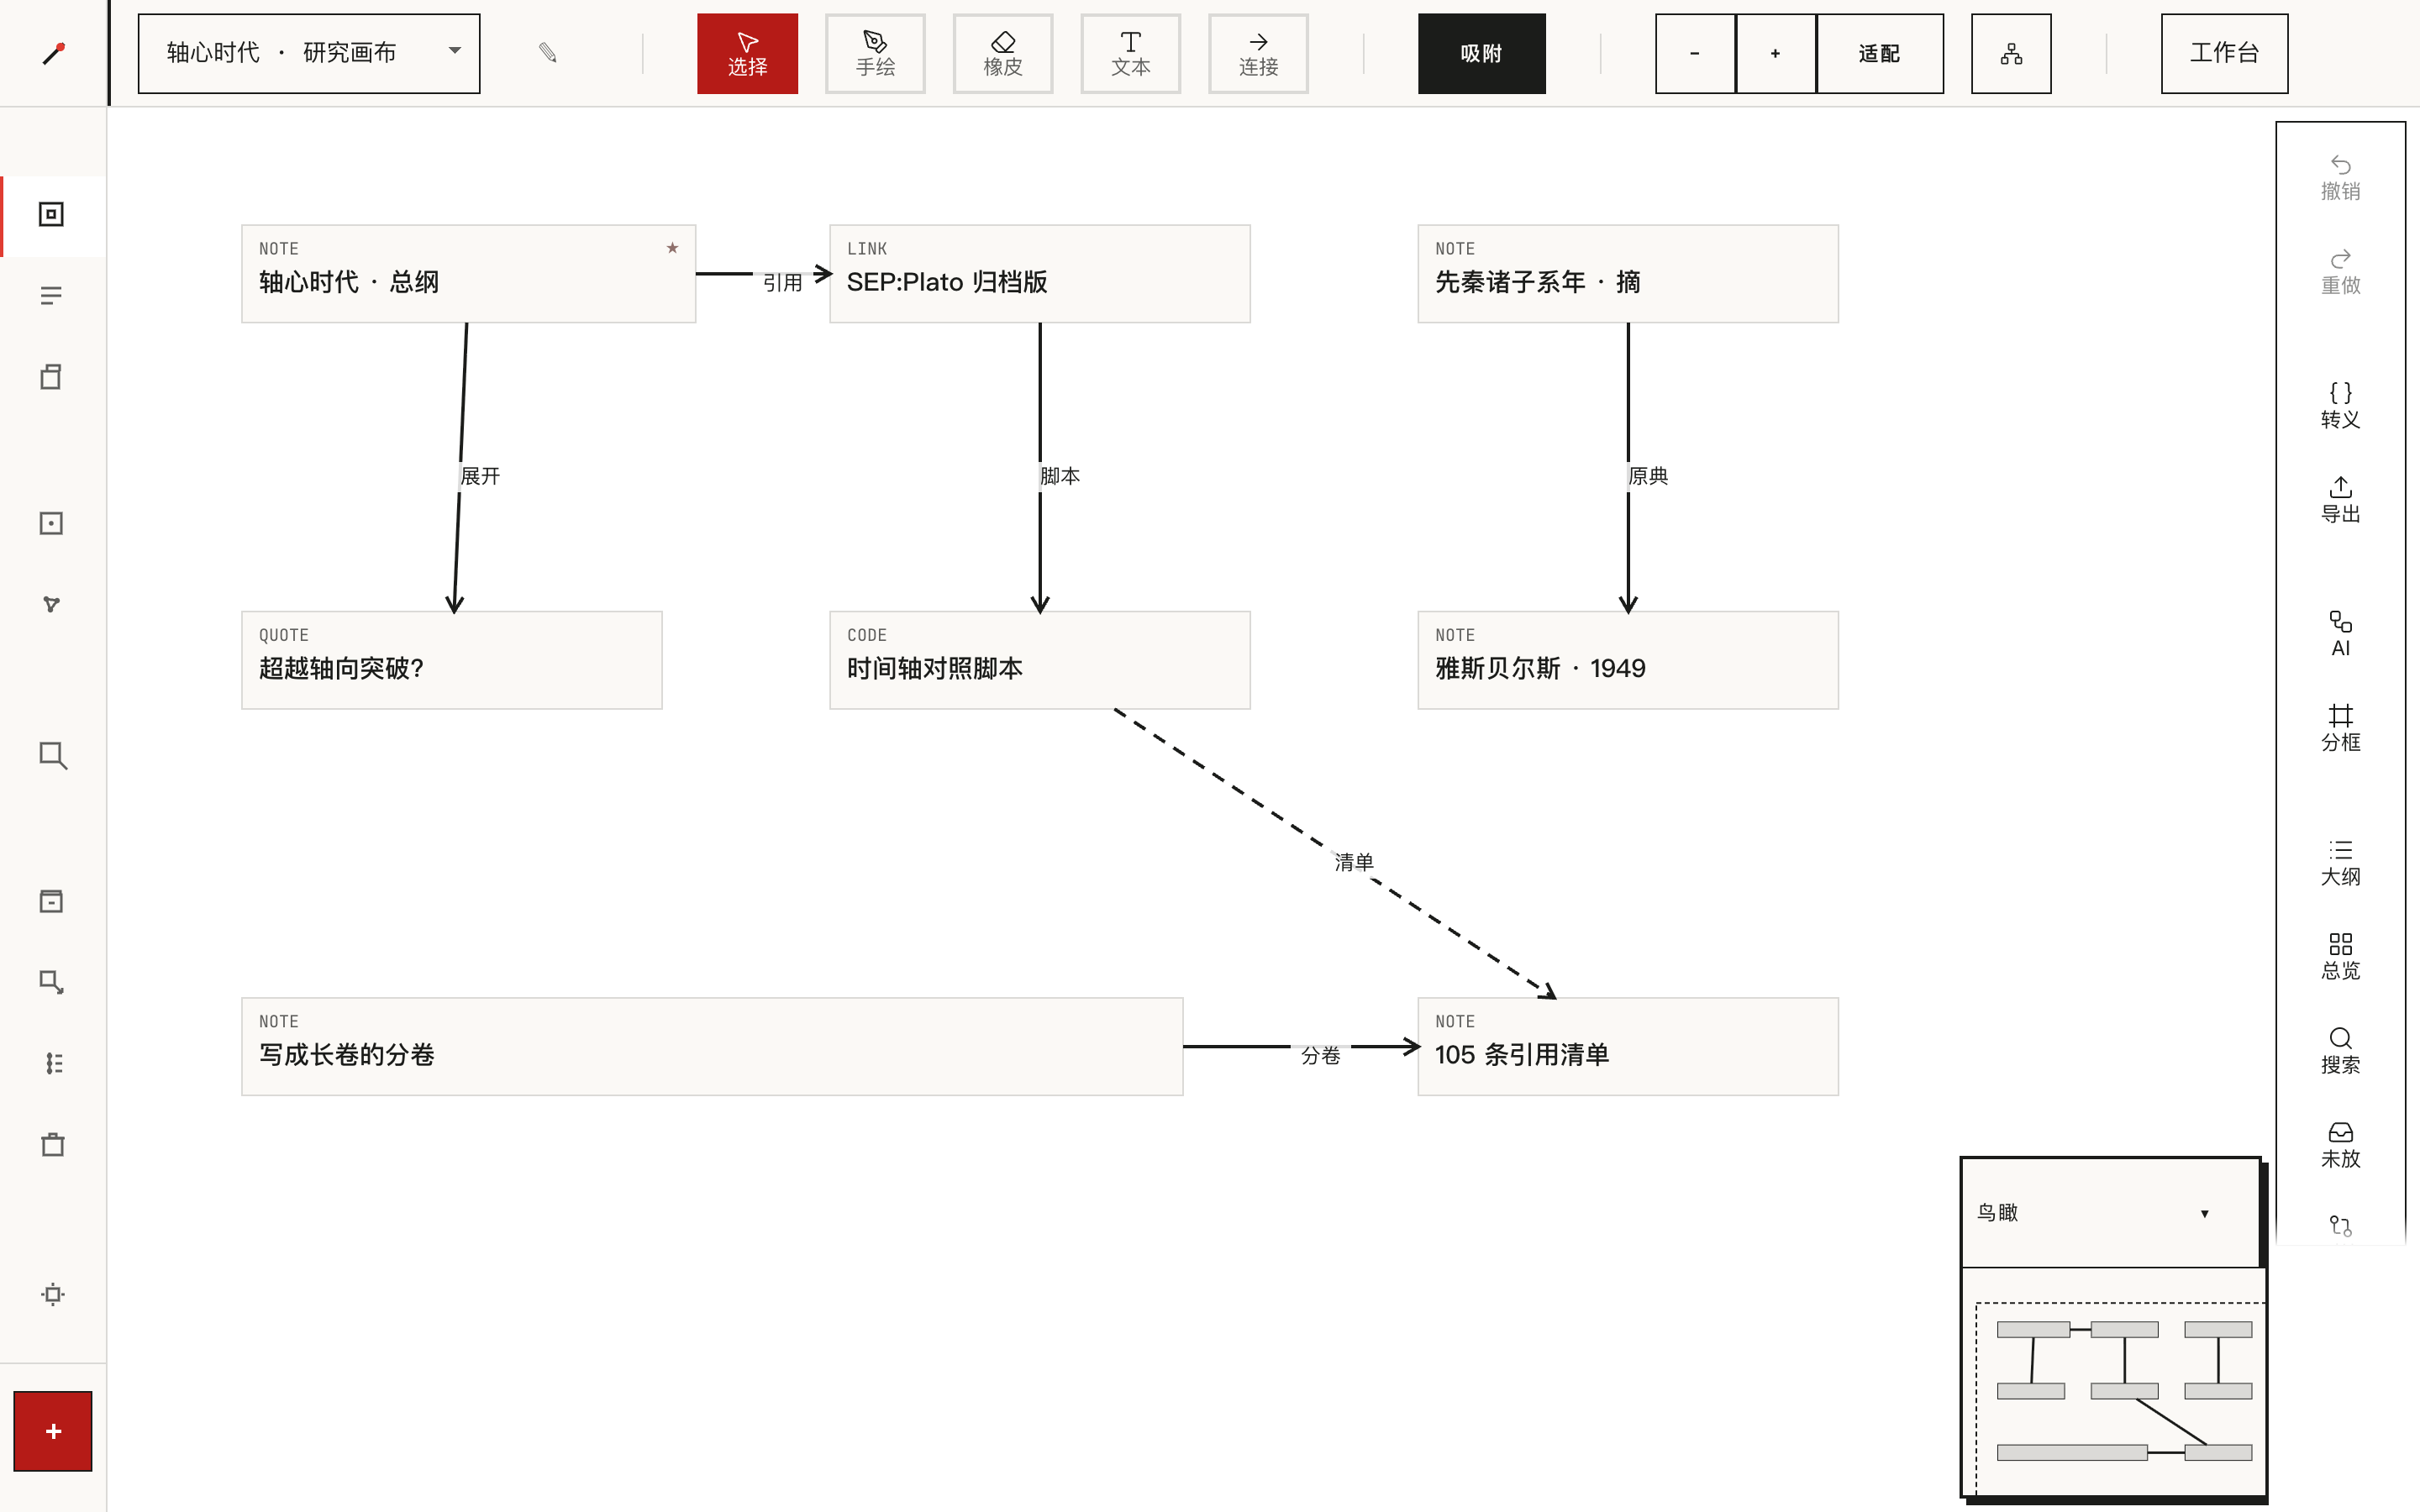 轴心时代 · 研究画布
选择
手绘
橡皮
文本
连接
吸附
-
+
适配
工作台
撤销
重做
转义
导出
AI
分框
大纲
总览
搜索
未放
NOTE
轴心时代 · 总纲
引用
LINK
SEP:Plato 归档版
NOTE
先秦诸子系年 · 摘
展开
脚本
原典
QUOTE
超越轴向突破?
CODE
时间轴对照脚本
NOTE
雅斯贝尔斯 · 1949
清单
NOTE
写成长卷的分卷
分卷
NOTE
105 条引用清单
鸟瞰
+